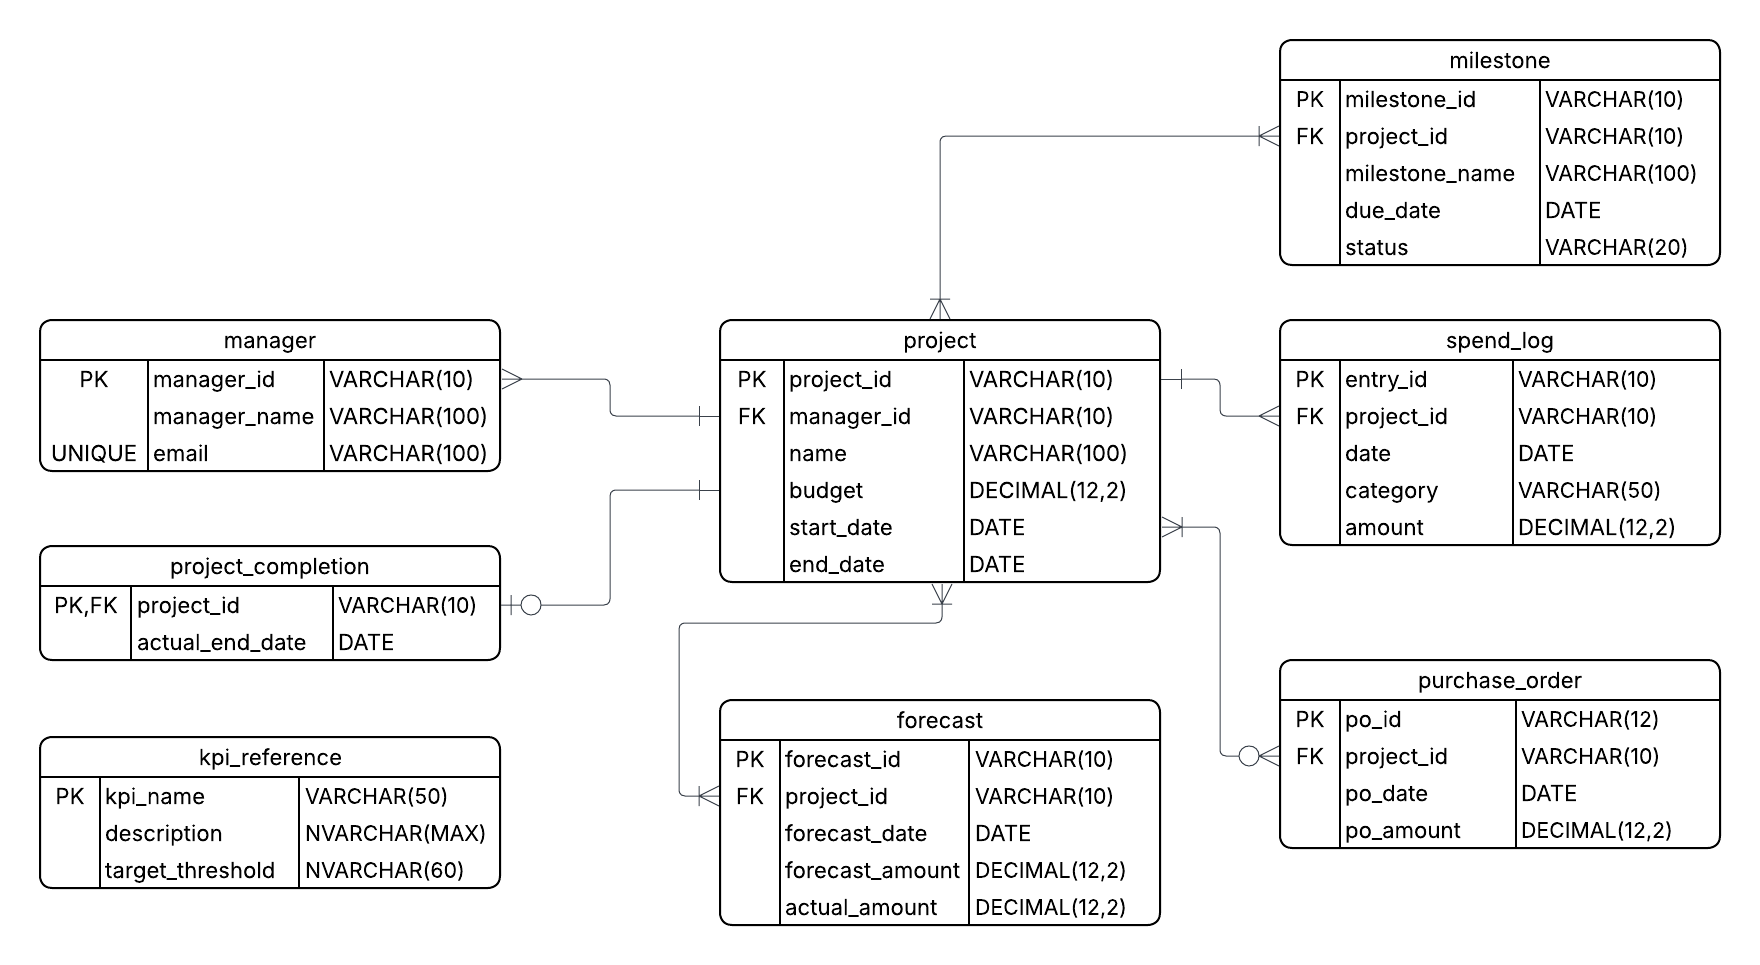 milestone
PK milestone_id VARCHAR(10)
FK project_id VARCHAR(10)
milestone_name VARCHAR(100)
due_date DATE
status VARCHAR(20)
manager
PK manager_id VARCHAR(10)
manager_name VARCHAR(100)
UNIQUE email VARCHAR(100)
project
PK project_id VARCHAR(10)
FK manager_id VARCHAR(10)
name VARCHAR(100)
budget DECIMAL(12,2)
start_date DATE
end_date DATE
spend_log
PK entry_id VARCHAR(10)
FK project_id VARCHAR(10)
date DATE
category VARCHAR(50)
amount DECIMAL(12,2)
project_completion
PK,FK project_id VARCHAR(10)
actual_end_date DATE
kpi_reference
PK kpi_name VARCHAR(50)
description NVARCHAR(MAX)
target_threshold NVARCHAR(60)
forecast
PK forecast_id VARCHAR(10)
FK project_id VARCHAR(10)
forecast_date DATE
forecast_amount DECIMAL(12,2)
actual_amount DECIMAL(12,2)
purchase_order
PK po_id VARCHAR(12)
FK project_id VARCHAR(10)
po_date DATE
po_amount DECIMAL(12,2)